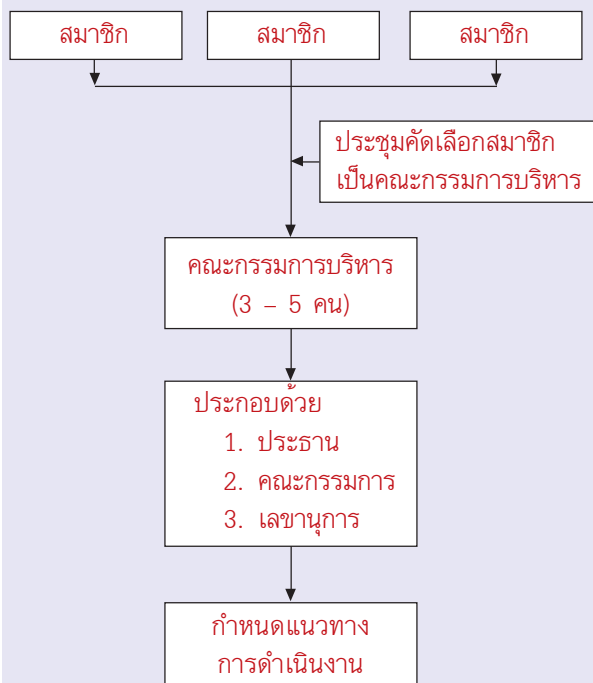 สมาชิก สมาชิก สมาชิก
ประชุมคัดเลือกสมาชิก
เป็นคณะกรรมการบริหาร
คณะกรรมการบริหาร
(3 – 5 คน)
ประกอบด้วย
1. ประธาน
2. คณะกรรมการ
3. เลขานุการ
กำหนดแนวทาง
การดำเนินงาน